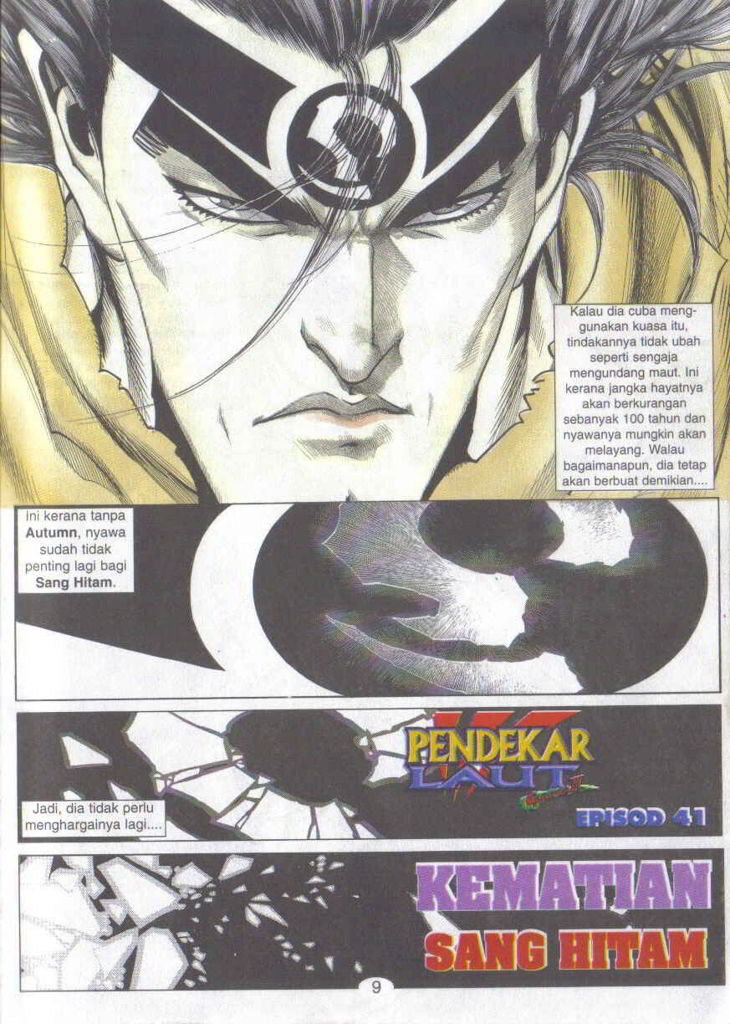 Kalau dia cuba meng-
gunakan kuasa itu,
tindakannya tidak ubah
seperti sengaja
mengundang maut. Ini
kerana jangka hayatnya
akan berkurangan
sebanyak 100 tahun dan
nyawanya mungkin akan
melayang. Walau
bagaimanapun, dia tetap
akan berbuat demikian....
Ini kerana tanpa
Autumn, nyawa
sudah tidak
penting lagi bagi
Sang Hitam.
PENDEKAR
LAUT
EPISOD 41
Jadi, dia tidak perlu
menghargainya lagi....
KEMATIAN
SANG HITAM
9